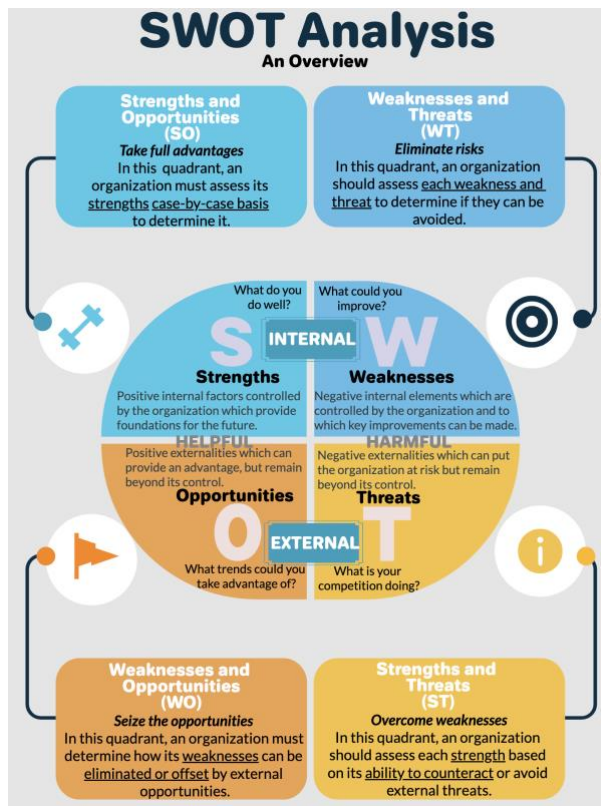 SWOT Analysis
An Overview
Strengths and
Opportunities
(SO)
Take full advantages
In this quadrant, an
organization must assess its
strengths case-by-case basis
to determine it.
Weaknesses and
Threats
(WT)
Eliminate risks
In this quadrant, an organization
should assess each weakness and
threat to determine if they can be
avoided.
What do you
do well?
What could you
improve?
S
INTERNAL
W
Strengths
Positive internal factors controlled
by the organization which provide
foundations for the future.
Weaknesses
Negative internal elements which are
controlled by the organization and to
which key improvements can be made.
HELPFUL
HARMFUL
Positive externalities which can
provide an advantage, but remain
beyond its control.
Opportunities
Negative externalities which can put
the organization at risk but remain
beyond its control.
Threats
O
EXTERNAL
T
What trends could you
take advantage of?
What is your
competition doing?
i
Weaknesses and
Opportunities
(WO)
Seize the opportunities
In this quadrant, an organization must
determine how its weaknesses can be
eliminated or offset by external
opportunities.
Strengths and
Threats
(ST)
Overcome weaknesses
In this quadrant, an organization
should assess each strength based
on its ability to counteract or avoid
external threats.